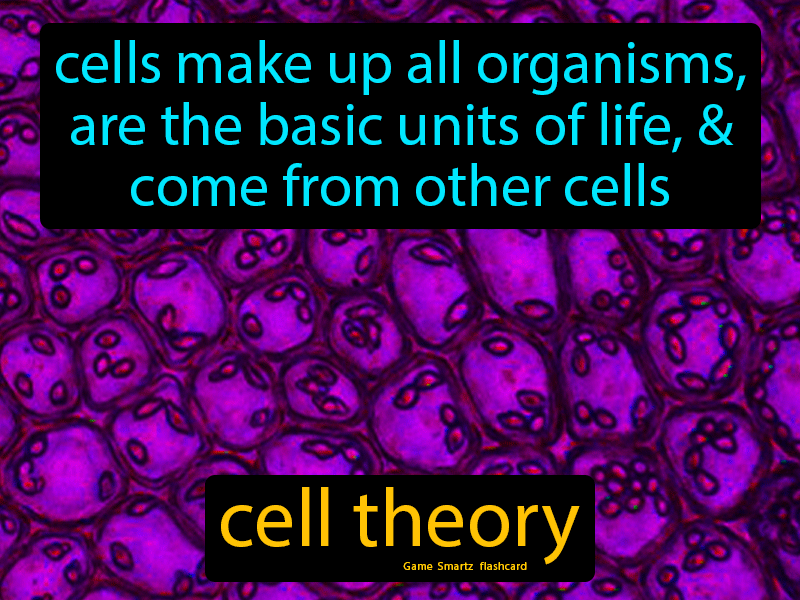 cells make up all organisms,
are the basic units of life, &
come from other cells
cell theory
Game Smartz flashcard